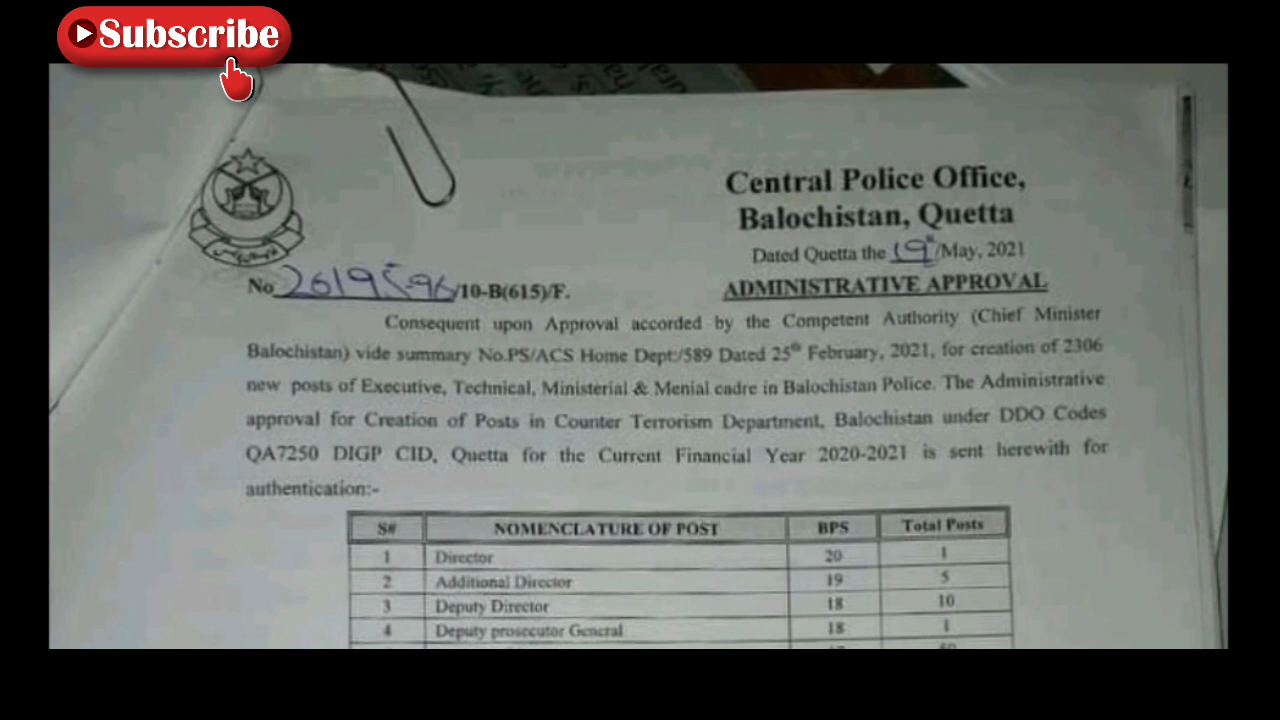 Subscribe
Central Police Office,
Balochistan, Quetta
Dated Quetta the 19th/May, 2021
No 26195-96/10-B(615)/F.
ADMINISTRATIVE APPROVAL
Consequent upon Approval accorded by the Competent Authority (Chief Minister
Balochistan) vide summary No.PS/ACS Home Dept:/589 Dated 25th February, 2021, for creation of 2306
new posts of Executive, Technical, Ministerial & Menial cadre in Balochistan Police. The Administrative
approval for Creation of Posts in Counter Terrorism Department, Balochistan under DDO Codes
QA7250 DIGP CID, Quetta for the Current Financial Year 2020-2021 is sent herewith for
authentication:-
S# NOMENCLATURE OF POST BPS Total Posts
1 Director 20 1
2 Additional Director 19 5
3 Deputy Director 18 10
4 Deputy prosecutor General 18 1